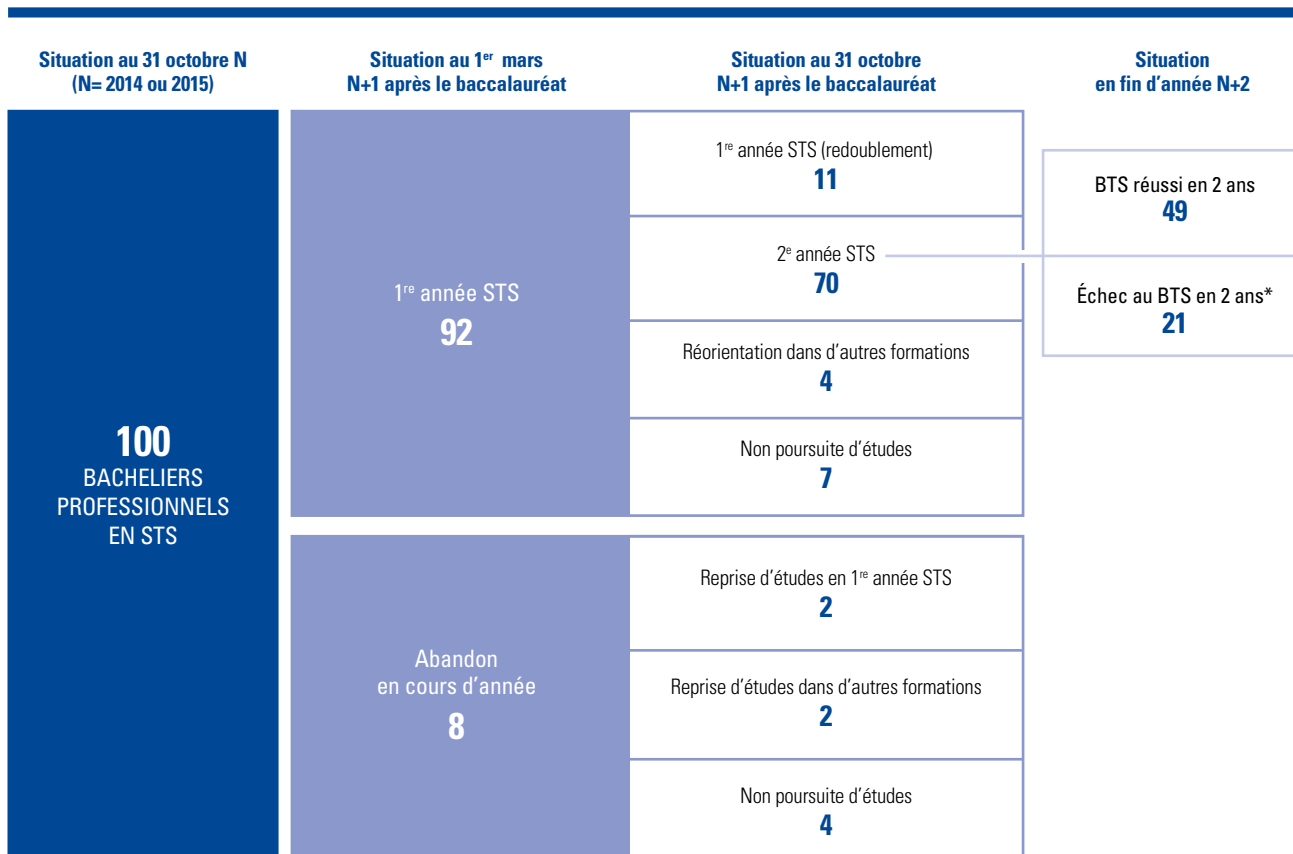 Situation au 31 octobre N
(N= 2014 ou 2015)
Situation au 1er mars
N+1 après le baccalauréat
Situation au 31 octobre
N+1 après le baccalauréat
Situation
en fin d'année N+2
100
BACHELIERS
PROFESSIONNELS
EN STS
1re année STS
92
1re année STS (redoublement)
11
2e année STS
70
Réorientation dans d'autres formations
4
Non poursuite d'études
7
BTS réussi en 2 ans
49
Échec au BTS en 2 ans*
21
Abandon
en cours d'année
8
Reprise d'études en 1re année STS
2
Reprise d'études dans d'autres formations
2
Non poursuite d'études
4